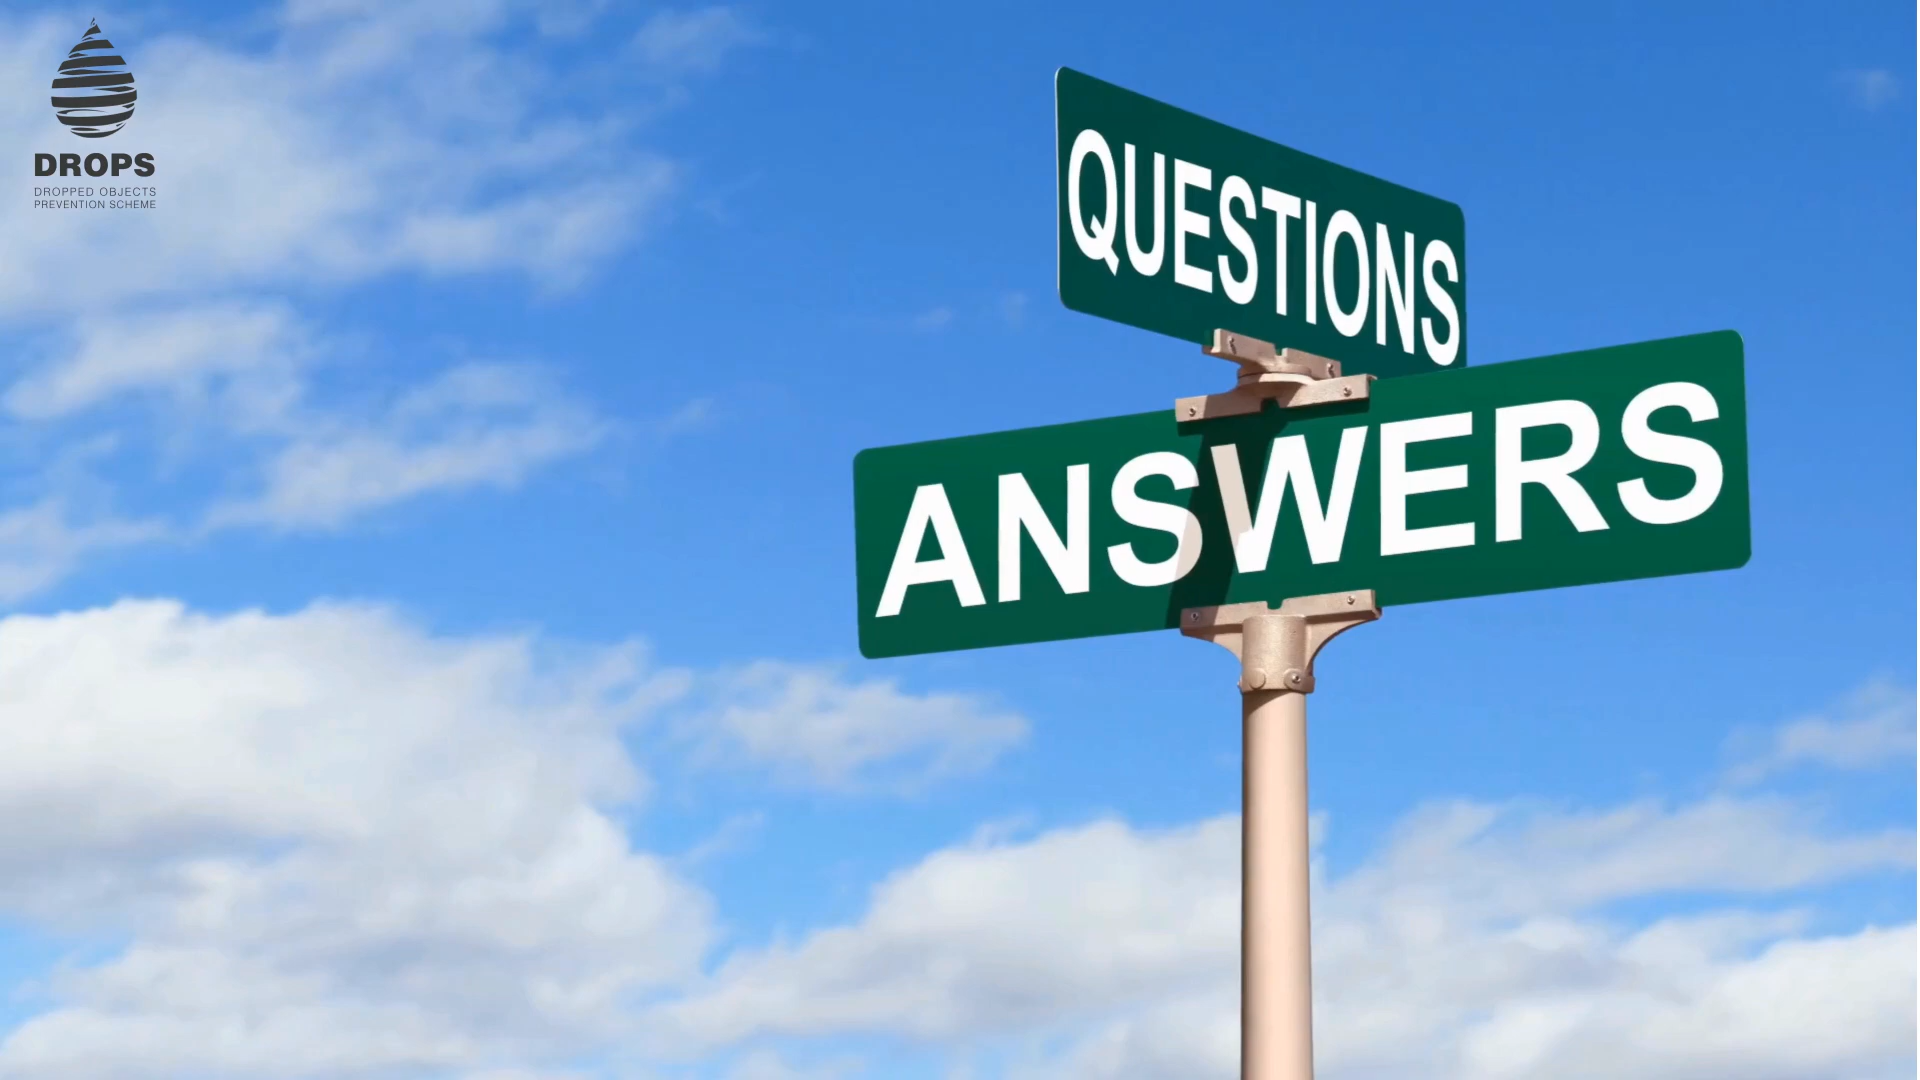 DROPS
DROPPED OBJECTS
PREVENTION SCHEME
QUESTIONS
ANSWERS